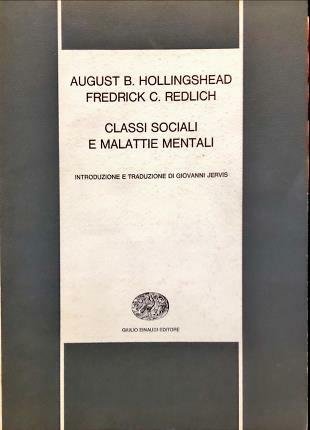 AUGUST B. HOLLINGSHEAD
FREDRICK C. REDLICH
CLASSI SOCIALI
E MALATTIE MENTALI
INTRODUZIONE E TRADUZIONE DI GIOVANNI JERVIS
GIULIO EINAUDI EDITORE